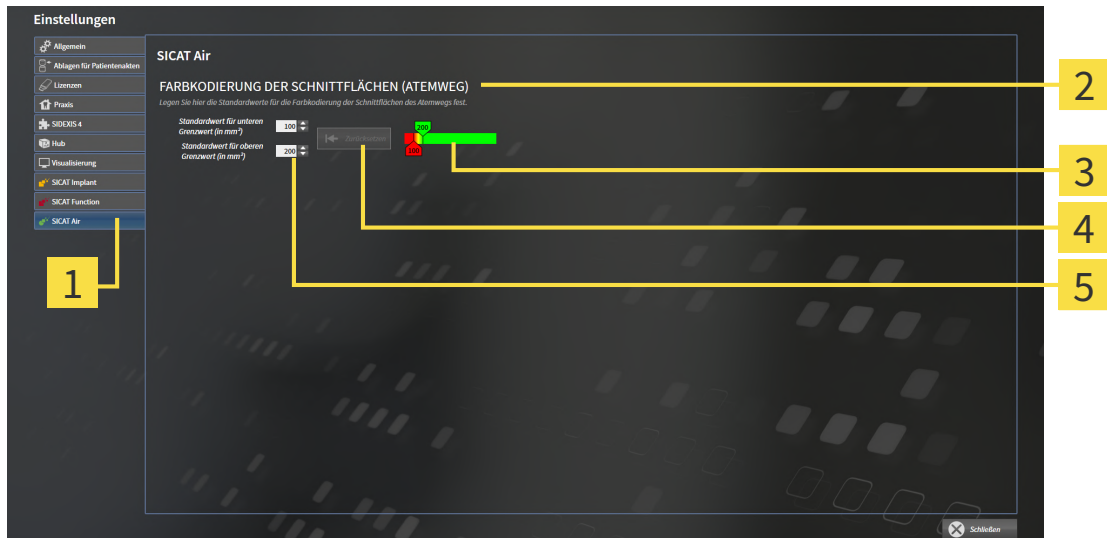 Einstellungen
Allgemein
Ablagen für Patientenakten
Lizenzen
Praxis
SIDEXIS 4
Hub
Visualisierung
SICAT Implant
SICAT Function
SICAT Air
SICAT Air
FARBKODIERUNG DER SCHNITTFLÄCHEN (ATEMWEG)
Legen Sie hier die Standardwerte für die Farbkodierung der Schnittflächen des Atemwegs fest.
Standardwert für unteren
Grenzwert (in mm²)
100
Standardwert für oberen
Grenzwert (in mm²)
200
Zurücksetzen
200
100
Schließen
1
2
3
4
5